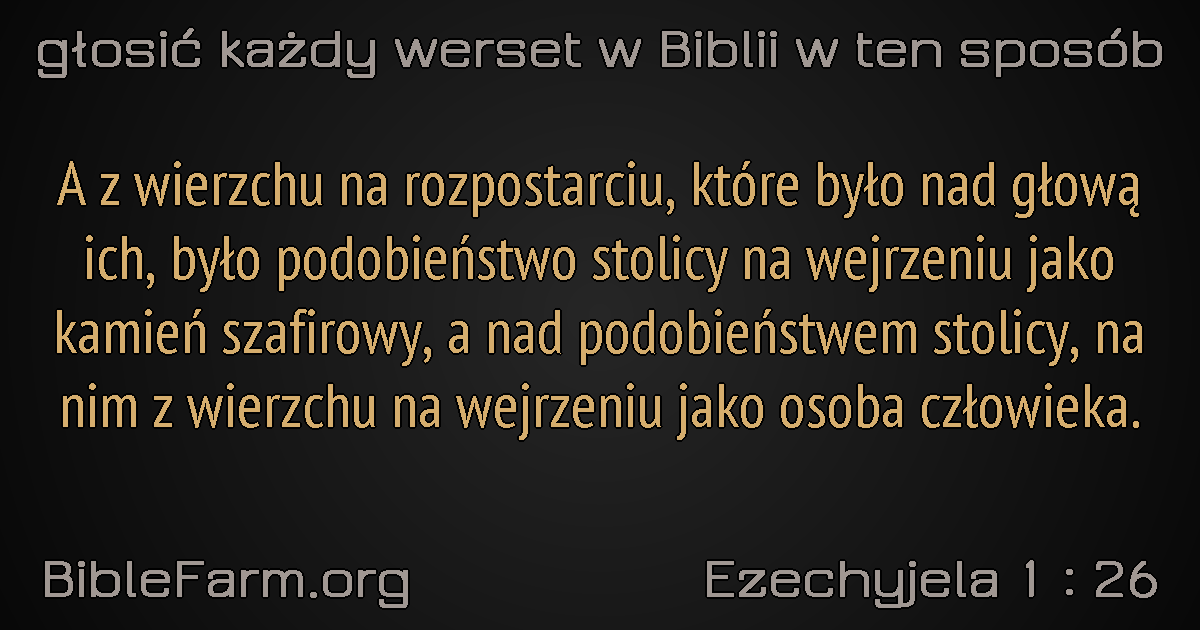 głosić każdy werset w Biblii w ten sposób
A z wierzchu na rozpostarciu, które było nad głową
ich, było podobieństwo stolicy na wejrzeniu jako
kamień szafirowy, a nad podobieństwem stolicy, na
nim z wierzchu na wejrzeniu jako osoba człowieka.
BibleFarm.org
Ezechyjela 1 : 26